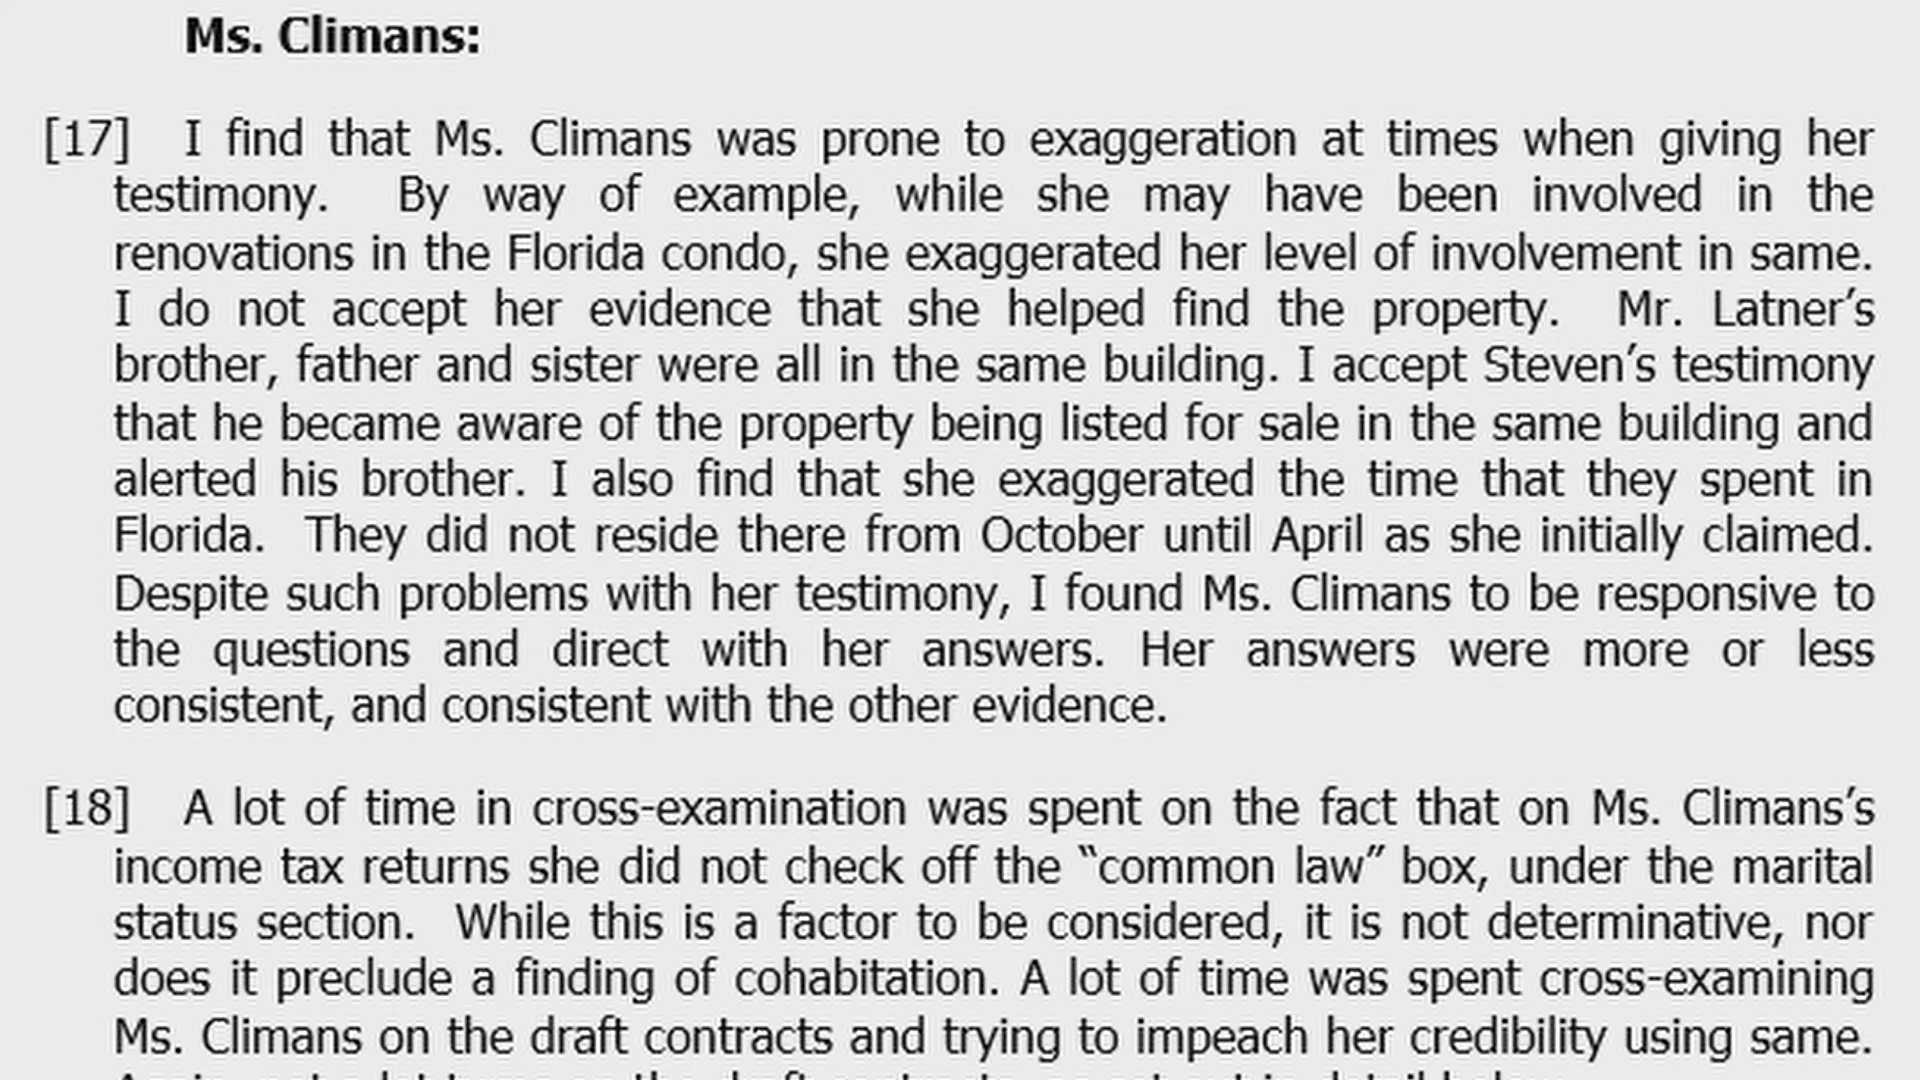 Ms. Climans:
[17] I find that Ms. Climans was prone to exaggeration at times when giving her
testimony. By way of example, while she may have been involved in the
renovations in the Florida condo, she exaggerated her level of involvement in same.
I do not accept her evidence that she helped find the property. Mr. Latner’s
brother, father and sister were all in the same building. I accept Steven’s testimony
that he became aware of the property being listed for sale in the same building and
alerted his brother. I also find that she exaggerated the time that they spent in
Florida. They did not reside there from October until April as she initially claimed.
Despite such problems with her testimony, I found Ms. Climans to be responsive to
the questions and direct with her answers. Her answers were more or less
consistent, and consistent with the other evidence.
[18] A lot of time in cross-examination was spent on the fact that on Ms. Climans’s
income tax returns she did not check off the “common law” box, under the marital
status section. While this is a factor to be considered, it is not determinative, nor
does it preclude a finding of cohabitation. A lot of time was spent cross-examining
Ms. Climans on the draft contracts and trying to impeach her credibility using same.